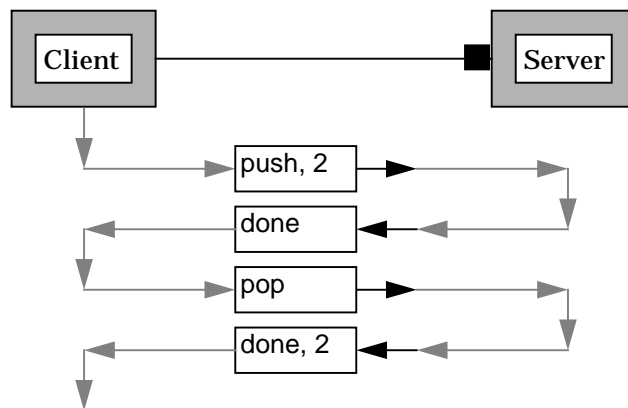 Client
Server
push, 2
done
pop
done, 2